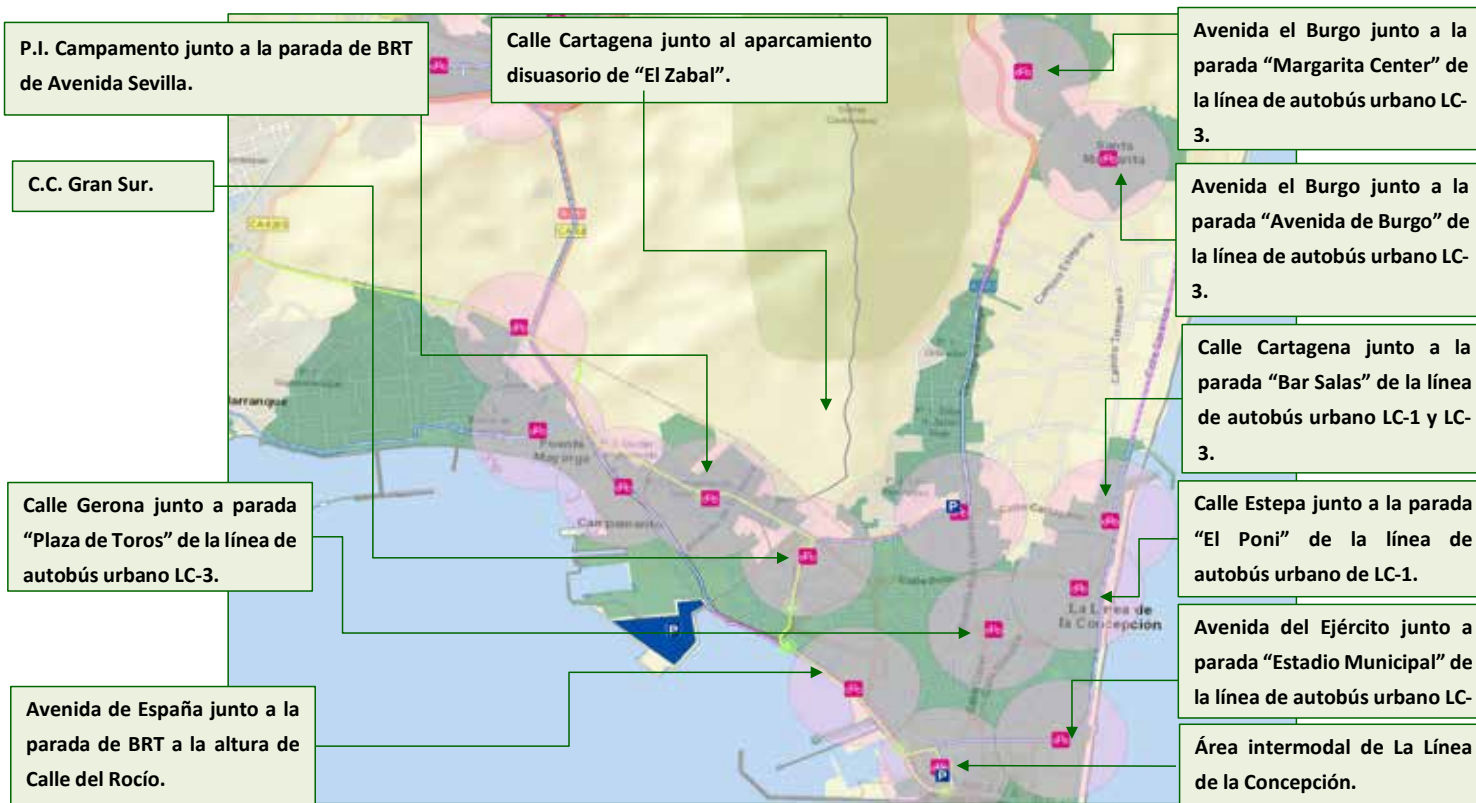 P.I. Campamento junto a la parada de BRT
de Avenida Sevilla.
Calle Cartagena junto al aparcamiento
disuasorio de “El Zabal”.
Avenida el Burgo junto a la
parada “Margarita Center” de
la línea de autobús urbano LC-
3.
C.C. Gran Sur.
Avenida el Burgo junto a la
parada “Avenida de Burgo” de
la línea de autobús urbano LC-
3.
Calle Cartagena junto a la
parada “Bar Salas” de la línea
de autobús urbano LC-1 y LC-
3.
Calle Gerona junto a parada
“Plaza de Toros” de la línea de
autobús urbano LC-3.
Calle Estepa junto a la parada
“El Poni” de la línea de
autobús urbano de LC-1.
Avenida del Ejército junto a
parada “Estadio Municipal” de
la línea de autobús urbano LC-
Avenida de España junto a la
parada de BRT a la altura de
Calle del Rocío.
Área intermodal de La Línea
de la Concepción.
Santa
Margarita
Puente
Mayorga
Campamento
La Línea de
la Concepción
P
P
P